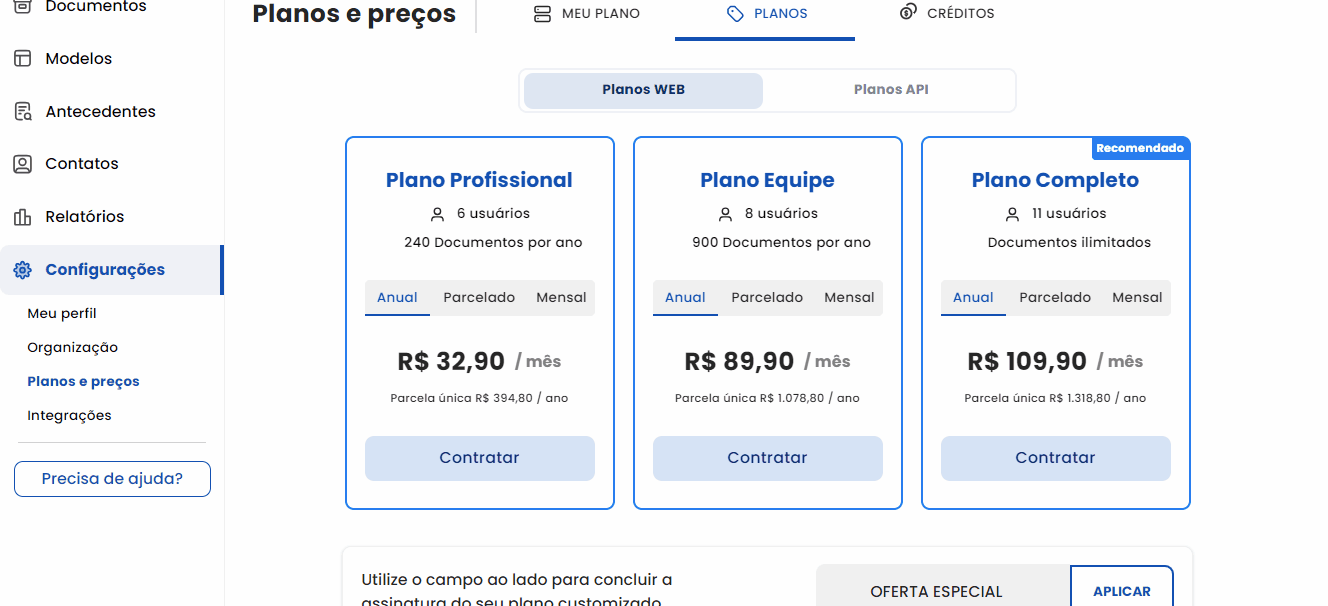 Documentos
Modelos
Antecedentes
Contatos
Relatórios
Configurações
Meu perfil
Organização
Planos e preços
Integrações
Precisa de ajuda?
Planos e preços
MEU PLANO
PLANOS
CRÉDITOS
Planos WEB
Planos API
Plano Profissional
6 usuários
240 Documentos por ano
Anual Parcelado Mensal
R$ 32,90 / mês
Parcela única R$ 394,80 / ano
Contratar
Plano Equipe
8 usuários
900 Documentos por ano
Anual Parcelado Mensal
R$ 89,90 / mês
Parcela única R$ 1.078,80 / ano
Contratar
Recomendado
Plano Completo
11 usuários
Documentos ilimitados
Anual Parcelado Mensal
R$ 109,90 / mês
Parcela única R$ 1.318,80 / ano
Contratar
Utilize o campo ao lado para concluir a
assinatura do seu plano customizado
OFERTA ESPECIAL
APLICAR